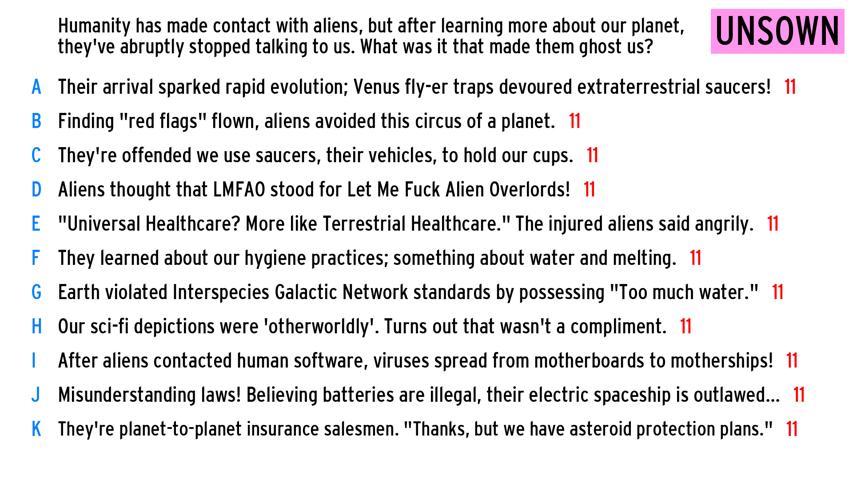 Humanity has made contact with aliens, but after learning more about our planet,
they've abruptly stopped talking to us. What was it that made them ghost us?
UNSOWN
A Their arrival sparked rapid evolution; Venus fly-er traps devoured extraterrestrial saucers! 11
B Finding "red flags" flown, aliens avoided this circus of a planet. 11
C They're offended we use saucers, their vehicles, to hold our cups. 11
D Aliens thought that LMFAO stood for Let Me Fuck Alien Overlords! 11
E "Universal Healthcare? More like Terrestrial Healthcare." The injured aliens said angrily. 11
F They learned about our hygiene practices; something about water and melting. 11
G Earth violated Interspecies Galactic Network standards by possessing "Too much water." 11
H Our sci-fi depictions were 'otherworldly'. Turns out that wasn't a compliment. 11
I After aliens contacted human software, viruses spread from motherboards to motherships! 11
J Misunderstanding laws! Believing batteries are illegal, their electric spaceship is outlawed... 11
K They're planet-to-planet insurance salesmen. "Thanks, but we have asteroid protection plans." 11